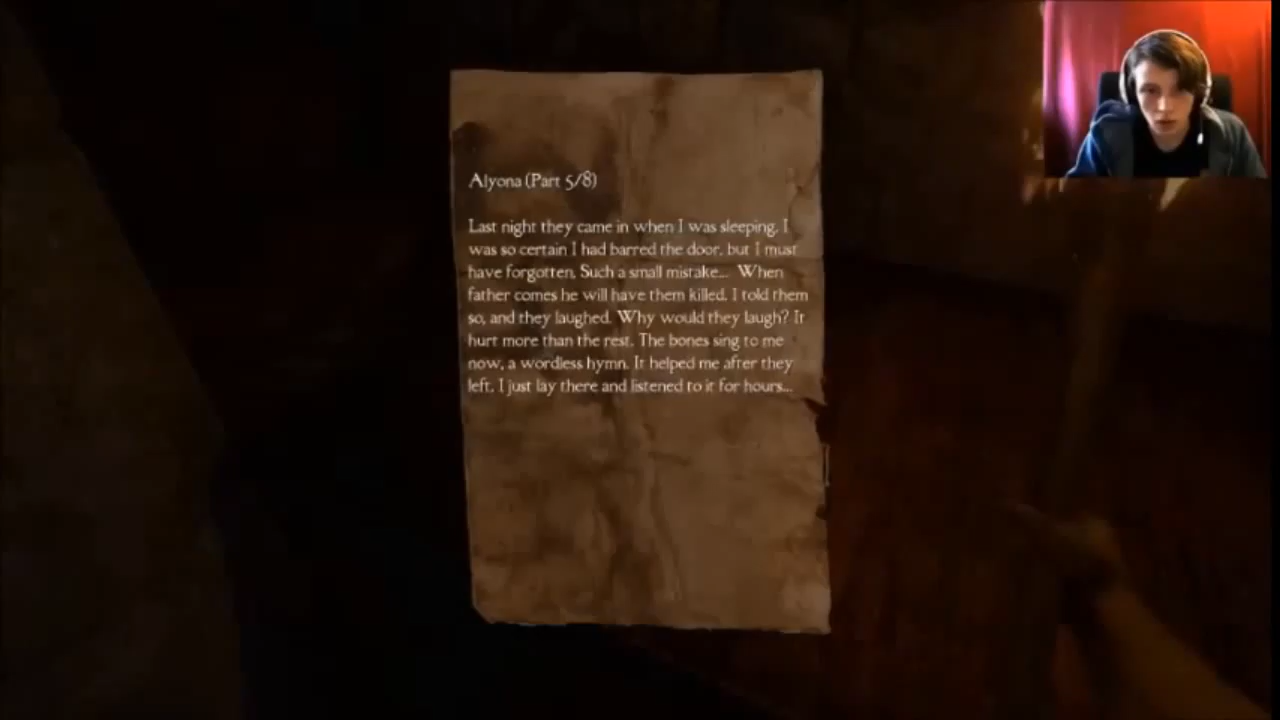 Alyona (Part 5/8)
Last night they came in when I was sleeping. I
was so certain I had barred the door, but I must
have forgotten. Such a small mistake... When
father comes he will have them killed. I told them
so, and they laughed. Why would they laugh? It
hurt more than the rest. The bones sing to me
now, a wordless hymn. It helped me after they
left. I just lay there and listened to it for hours...